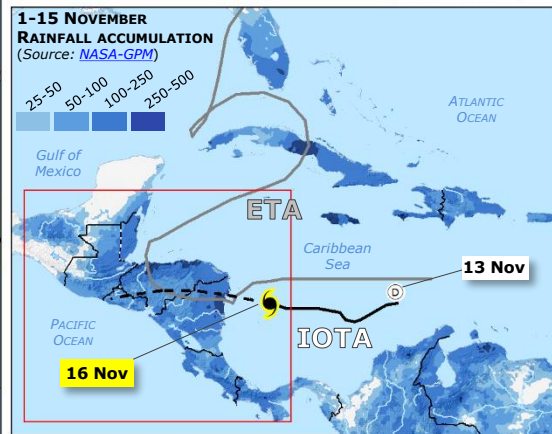 1-15 NOVEMBER
RAINFALL ACCUMULATION
(Source: NASA-GPM)
25-50
50-100
100-250
250-500
ATLANTIC
OCEAN
Gulf of
Mexico
ETA
Caribbean
Sea
13 Nov
D
PACIFIC
OCEAN
IOTA
16 Nov